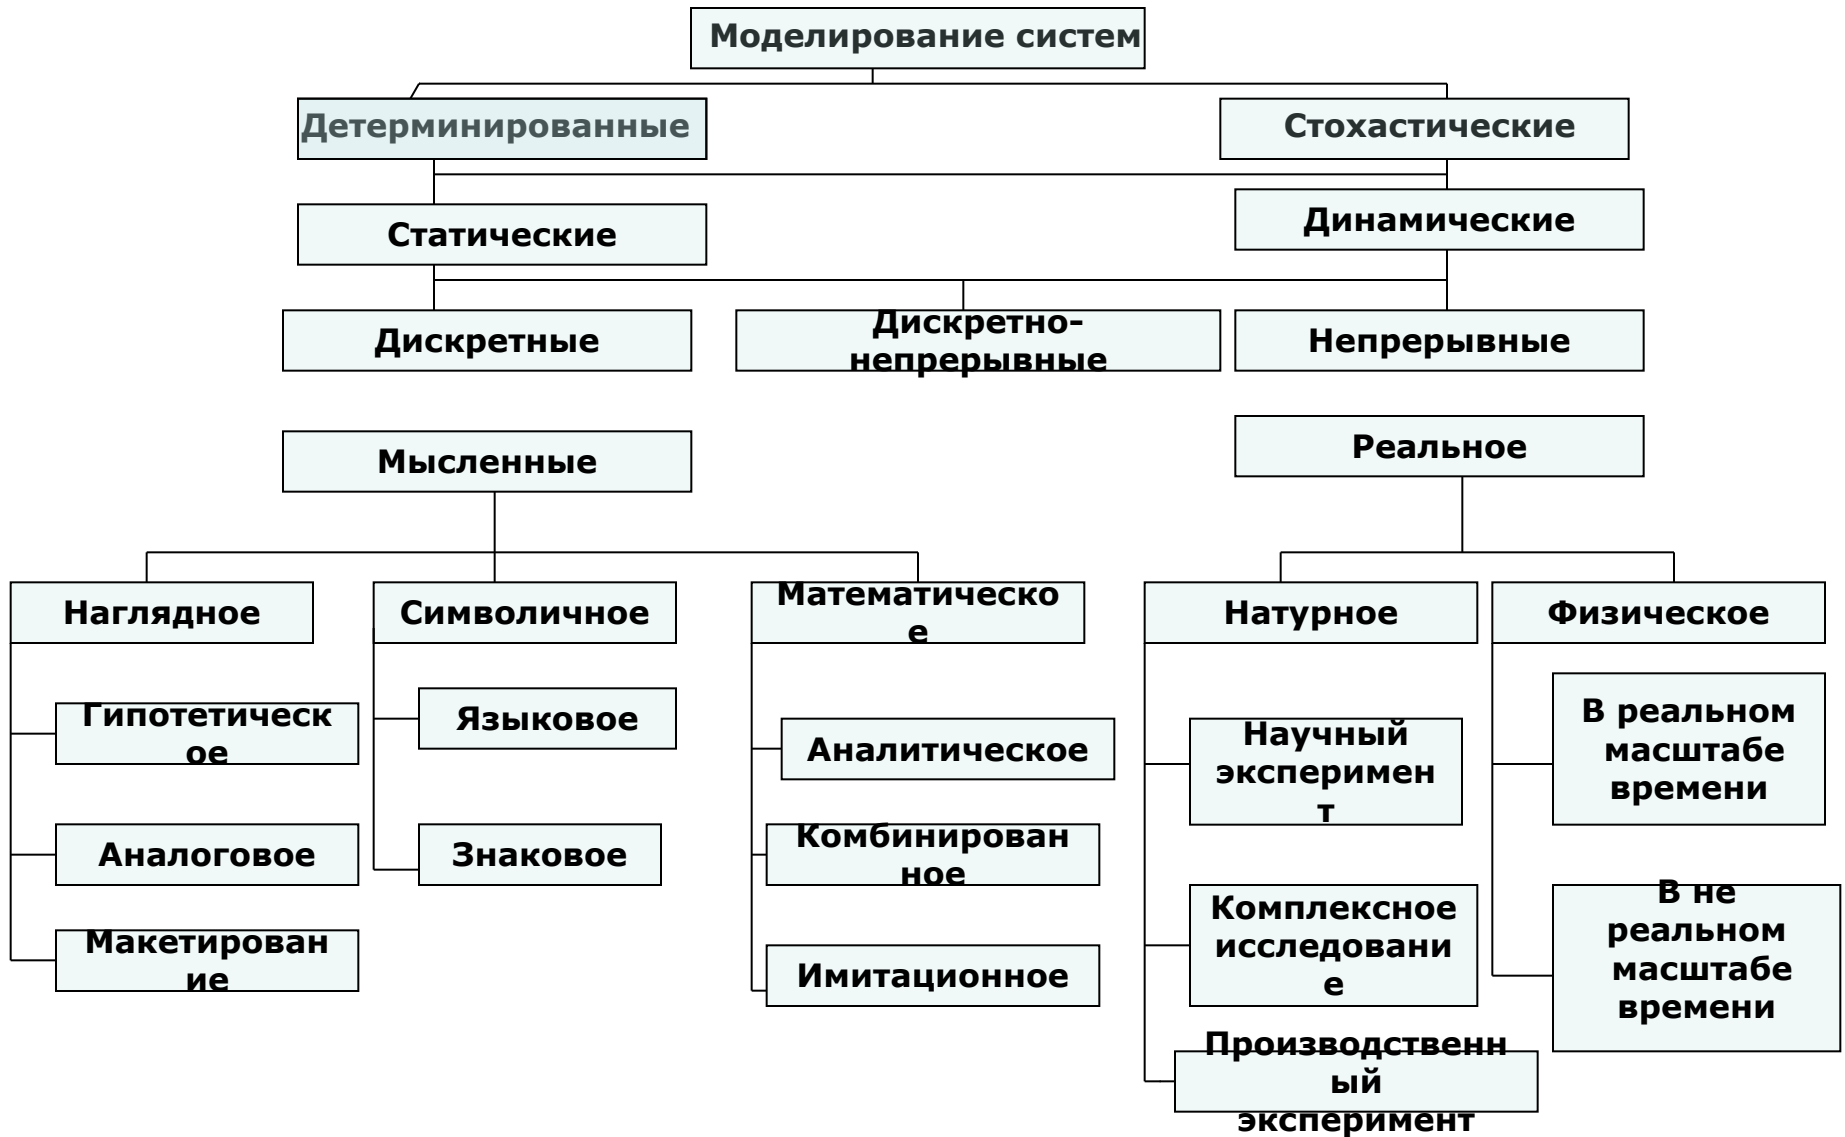 Моделирование систем
Детерминированные
Стохастические
Статические
Динамические
Дискретные
Дискретно-
непрерывные
Непрерывные
Мысленные
Реальное
Наглядное
Символичное
Математическо
е
Натурное
Физическое
Гипотетическ
ое
Аналоговое
Макетирован
ие
Языковое
Знаковое
Аналитическое
Комбинирован
ное
Имитационное
Научный
эксперимен
т
Комплексное
исследовани
е
Производственн
ый
эксперимент
В реальном
масштабе
времени
В не
реальном
масштабе
времени